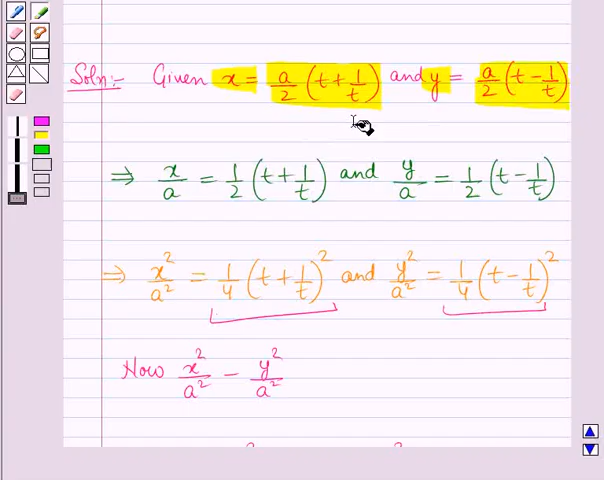 Soln:- Given x = a/2 (t + 1/t) and y = a/2 (t - 1/t)
⇒ x/a = 1/2 (t + 1/t) and y/a = 1/2 (t - 1/t)
⇒ x²/a² = 1/4 (t + 1/t)² and y²/a² = 1/4 (t - 1/t)²
Now x²/a² - y²/a²